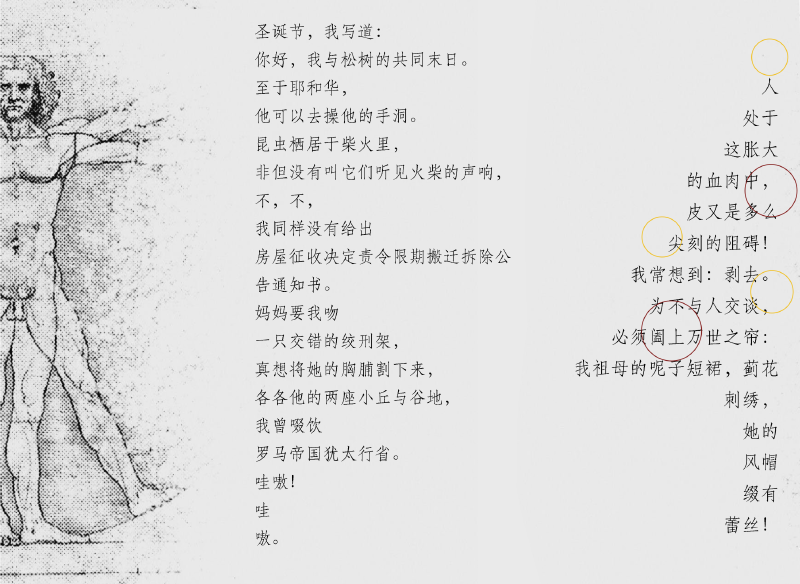 圣诞节，我写道：
你好，我与松树的共同末日。
至于耶和华，
他可以去操他的手洞。
昆虫栖居于柴火里，
非但没有叫它们听见火柴的声响，
不，不，
我同样没有给出
房屋征收决定责令限期搬迁拆除公
告通知书。
妈妈要我吻
一只交错的绞刑架，
真想将她的胸脯割下来，
各各他的两座小丘与谷地，
我曾啜饮
罗马帝国犹太行省。
哇嗷！
哇
嗷。
人
处于
这胀大
的血肉中，
皮又是多么
尖刻的阻碍！
我常想到：剥去。
为不与人交谈，
必须阖上万世之帘：
我祖母的呢子短裙，蓟花
刺绣，
她的
风帽
缀有
蕾丝！